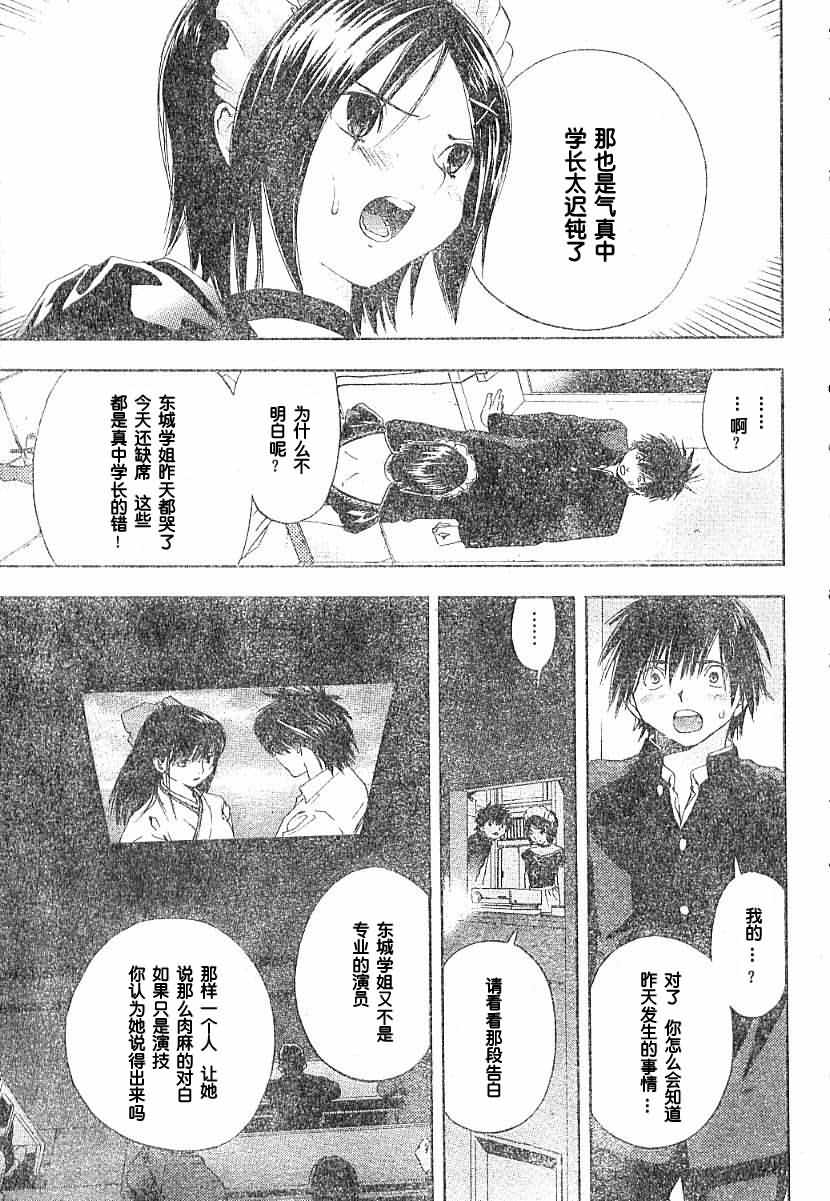 那也是气真中
学长太迟钝了
……
…啊？
为什么不
明白呢？
东城学姐昨天都哭了
今天还缺席 这些
都是真中学长的错！
我的…？
对了 你怎么会知道
昨天发生的事情…
……
请看看那段告白
东城学姐又不是
专业的演员
那样一个人 让她
说那么肉麻的对白
如果只是演技
你认为她说得出来吗